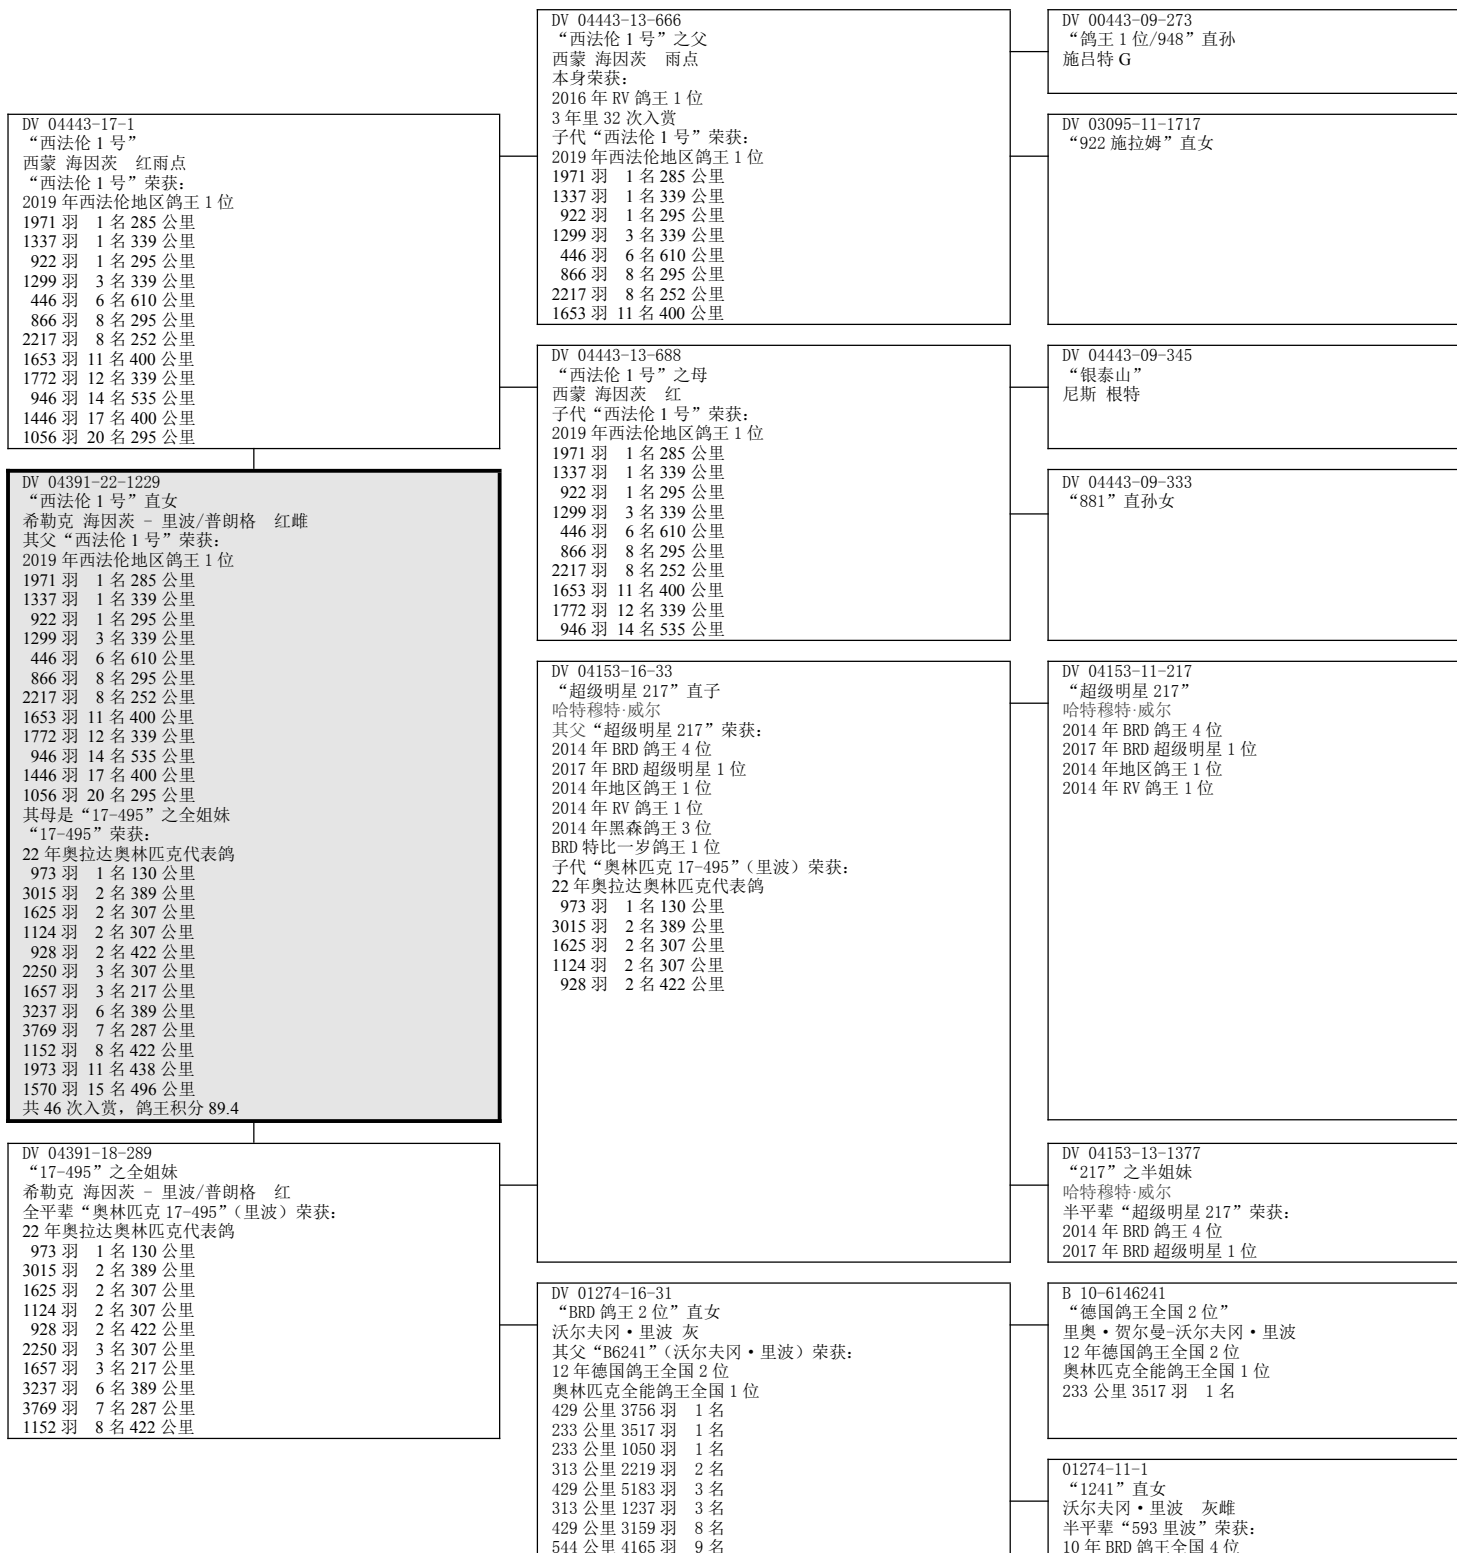 DV 04443-17-1
“西法伦 1 号”
西蒙 海因茨 红雨点
“西法伦 1 号”荣获:
2019 年西法伦地区鸽王 1 位
1971 羽 1 名 285 公里
1337 羽 1 名 339 公里
922 羽 1 名 295 公里
1299 羽 3 名 339 公里
446 羽 6 名 610 公里
866 羽 8 名 295 公里
2217 羽 8 名 252 公里
1653 羽 11 名 400 公里
1772 羽 12 名 339 公里
946 羽 14 名 535 公里
1446 羽 17 名 400 公里
1056 羽 20 名 295 公里
DV 04391-22-1229
“西法伦 1 号”直女
希勒克 海因茨 - 里波/普朗格 红雌
其父“西法伦 1 号”荣获:
2019 年西法伦地区鸽王 1 位
1971 羽 1 名 285 公里
1337 羽 1 名 339 公里
922 羽 1 名 295 公里
1299 羽 3 名 339 公里
446 羽 6 名 610 公里
866 羽 8 名 295 公里
2217 羽 8 名 252 公里
1653 羽 11 名 400 公里
1772 羽 12 名 339 公里
946 羽 14 名 535 公里
1446 羽 17 名 400 公里
1056 羽 20 名 295 公里
其母是“17-495”之全姐妹
“17-495”荣获:
22 年奥拉达奥林匹克代表鸽
973 羽 1 名 130 公里
3015 羽 2 名 389 公里
1625 羽 2 名 307 公里
1124 羽 2 名 307 公里
928 羽 2 名 422 公里
2250 羽 3 名 307 公里
1657 羽 3 名 217 公里
3237 羽 6 名 389 公里
3769 羽 7 名 287 公里
1152 羽 8 名 422 公里
1973 羽 11 名 438 公里
1570 羽 15 名 496 公里
共 46 次入赏, 鸽王积分 89.4
DV 04391-18-289
“17-495”之全姐妹
希勒克 海因茨 - 里波/普朗格 红
全平辈“奥林匹克 17-495”(里波)荣获:
22 年奥拉达奥林匹克代表鸽
973 羽 1 名 130 公里
3015 羽 2 名 389 公里
1625 羽 2 名 307 公里
1124 羽 2 名 307 公里
928 羽 2 名 422 公里
2250 羽 3 名 307 公里
1657 羽 3 名 217 公里
3237 羽 6 名 389 公里
3769 羽 7 名 287 公里
1152 羽 8 名 422 公里
DV 04443-13-666
“西法伦 1 号”之父
西蒙 海因茨 雨点
本身荣获:
2016 年 RV 鸽王 1 位
3 年里 32 次入赏
子代“西法伦 1 号”荣获:
2019 年西法伦地区鸽王 1 位
1971 羽 1 名 285 公里
1337 羽 1 名 339 公里
922 羽 1 名 295 公里
1299 羽 3 名 339 公里
446 羽 6 名 610 公里
866 羽 8 名 295 公里
2217 羽 8 名 252 公里
1653 羽 11 名 400 公里
DV 04443-13-688
“西法伦 1 号”之母
西蒙 海因茨 红
子代“西法伦 1 号”荣获:
2019 年西法伦地区鸽王 1 位
1971 羽 1 名 285 公里
1337 羽 1 名 339 公里
922 羽 1 名 295 公里
1299 羽 3 名 339 公里
446 羽 6 名 610 公里
866 羽 8 名 295 公里
2217 羽 8 名 252 公里
1653 羽 11 名 400 公里
1772 羽 12 名 339 公里
946 羽 14 名 535 公里
DV 04153-16-33
“超级明星 217”直子
哈特穆特·威尔
其父“超级明星 217”荣获:
2014 年 BRD 鸽王 4 位
2017 年 BRD 超级明星 1 位
2014 年地区鸽王 1 位
2014 年 RV 鸽王 1 位
2014 年黑森鸽王 3 位
BRD 特比一岁鸽王 1 位
子代“奥林匹克 17-495”(里波)荣获:
22 年奥拉达奥林匹克代表鸽
973 羽 1 名 130 公里
3015 羽 2 名 389 公里
1625 羽 2 名 307 公里
1124 羽 2 名 307 公里
928 羽 2 名 422 公里
DV 01274-16-31
“BRD 鸽王 2 位”直女
沃尔夫冈·里波 灰
其父“B6241”(沃尔夫冈·里波)荣获:
12 年德国鸽王全国 2 位
奥林匹克全能鸽王全国 1 位
429 公里 3756 羽 1 名
233 公里 3517 羽 1 名
233 公里 1050 羽 1 名
313 公里 2219 羽 2 名
429 公里 5183 羽 3 名
313 公里 1237 羽 3 名
429 公里 3159 羽 8 名
544 公里 4165 羽 9 名
DV 00443-09-273
“鸽王 1 位/948”直孙
施吕特 G
DV 03095-11-1717
“922 施拉姆”直女
DV 04443-09-345
“银泰山”
尼斯 根特
DV 04443-09-333
“881”直孙女
DV 04153-11-217
“超级明星 217”
哈特穆特·威尔
2014 年 BRD 鸽王 4 位
2017 年 BRD 超级明星 1 位
2014 年地区鸽王 1 位
2014 年 RV 鸽王 1 位
DV 04153-13-1377
“217”之半姐妹
哈特穆特·威尔
半平辈“超级明星 217”荣获:
2014 年 BRD 鸽王 4 位
2017 年 BRD 超级明星 1 位
B 10-6146241
“德国鸽王全国 2 位”
里奥·贺尔曼-沃尔夫冈·里波
12 年德国鸽王全国 2 位
奥林匹克全能鸽王全国 1 位
233 公里 3517 羽 1 名
01274-11-1
“1241”直女
沃尔夫冈·里波 灰雌
半平辈“593 里波”荣获:
10 年 BRD 鸽王全国 4 位